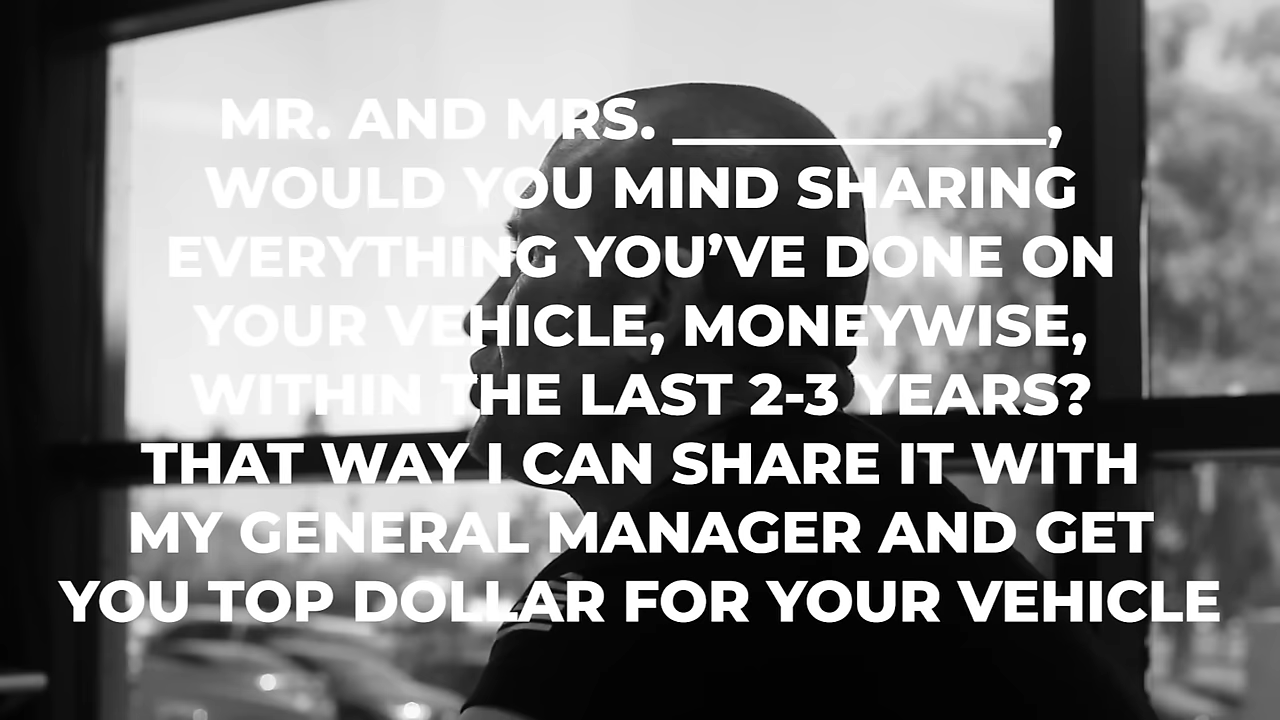 MR. AND MRS. ______________,
WOULD YOU MIND SHARING
EVERYTHING YOU’VE DONE ON
YOUR VEHICLE, MONEYWISE,
WITHIN THE LAST 2-3 YEARS?
THAT WAY I CAN SHARE IT WITH
MY GENERAL MANAGER AND GET
YOU TOP DOLLAR FOR YOUR VEHICLE